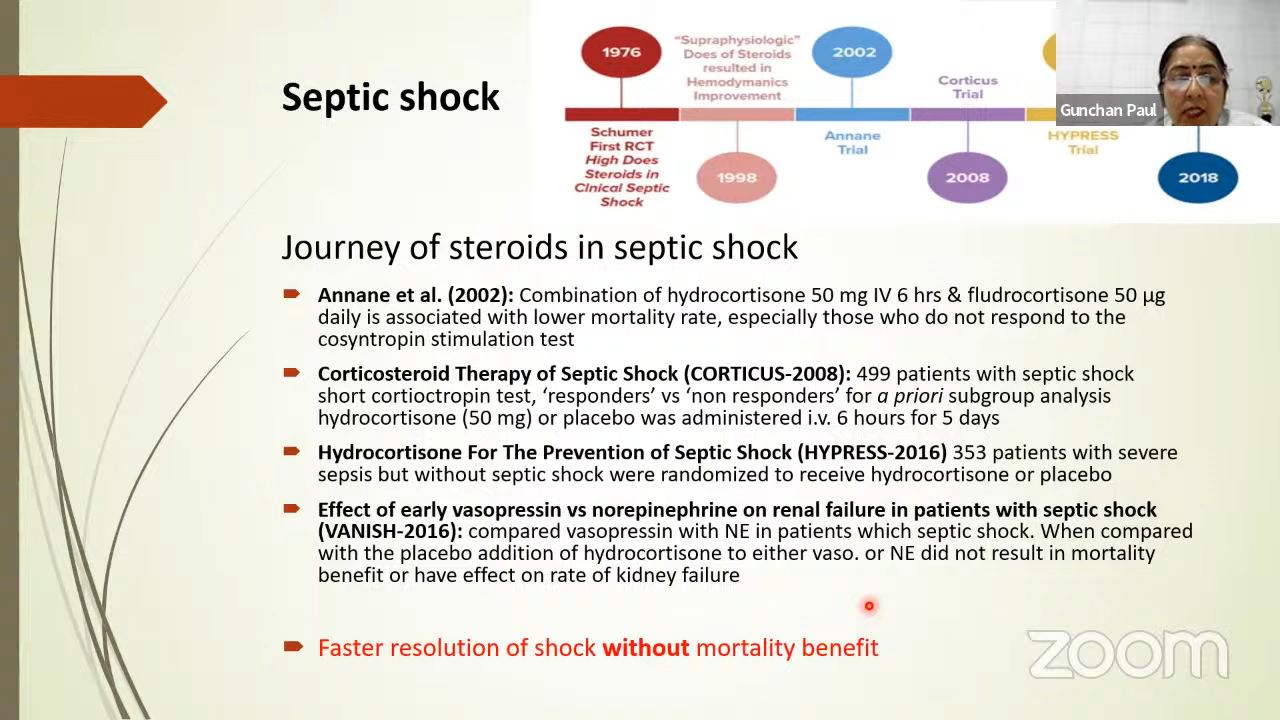 Septic shock
1976
"Supraphysiologic"
Does of Steroids
resulted in
Hemodymanics
Improvement
2002
Corticus
Trial
Gunchan Paul
Schumer
First RCT
High Does
Steroids in
Clnical Septic
Shock
1998
Annane
Trial
2008
HYPRESS
Trial
2018
Journey of steroids in septic shock
Annane et al. (2002): Combination of hydrocortisone 50 mg IV 6 hrs & fludrocortisone 50 µg
daily is associated with lower mortality rate, especially those who do not respond to the
cosyntropin stimulation test
Corticosteroid Therapy of Septic Shock (CORTICUS-2008): 499 patients with septic shock
short cortioctropin test, ‘responders’ vs ‘non responders’ for a priori subgroup analysis
hydrocortisone (50 mg) or placebo was administered i.v. 6 hours for 5 days
Hydrocortisone For The Prevention of Septic Shock (HYPRESS-2016) 353 patients with severe
sepsis but without septic shock were randomized to receive hydrocortisone or placebo
Effect of early vasopressin vs norepinephrine on renal failure in patients with septic shock
(VANISH-2016): compared vasopressin with NE in patients which septic shock. When compared
with the placebo addition of hydrocortisone to either vaso. or NE did not result in mortality
benefit or have effect on rate of kidney failure
Faster resolution of shock without mortality benefit
zoom